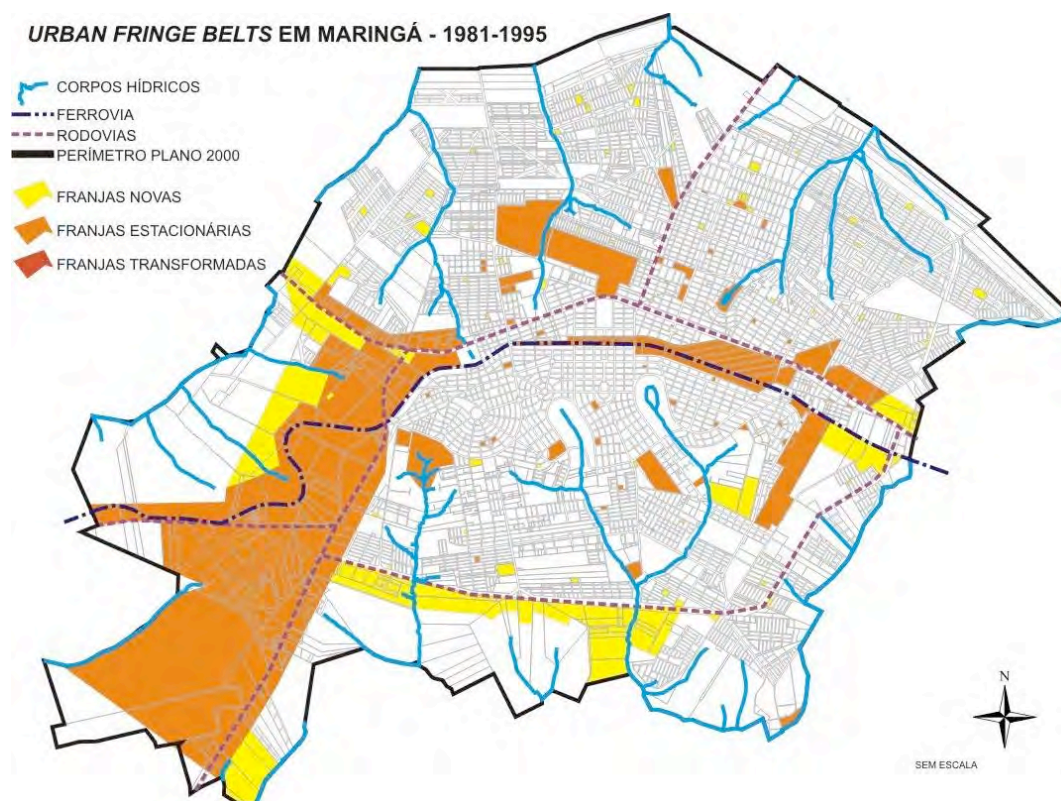 URBAN FRINGE BELTS EM MARINGÁ - 1981-1995
CORPOS HÍDRICOS
FERROVIA
RODOVIAS
PERÍMETRO PLANO 2000
FRANJAS NOVAS
FRANJAS ESTACIONÁRIAS
FRANJAS TRANSFORMADAS
N
SEM ESCALA